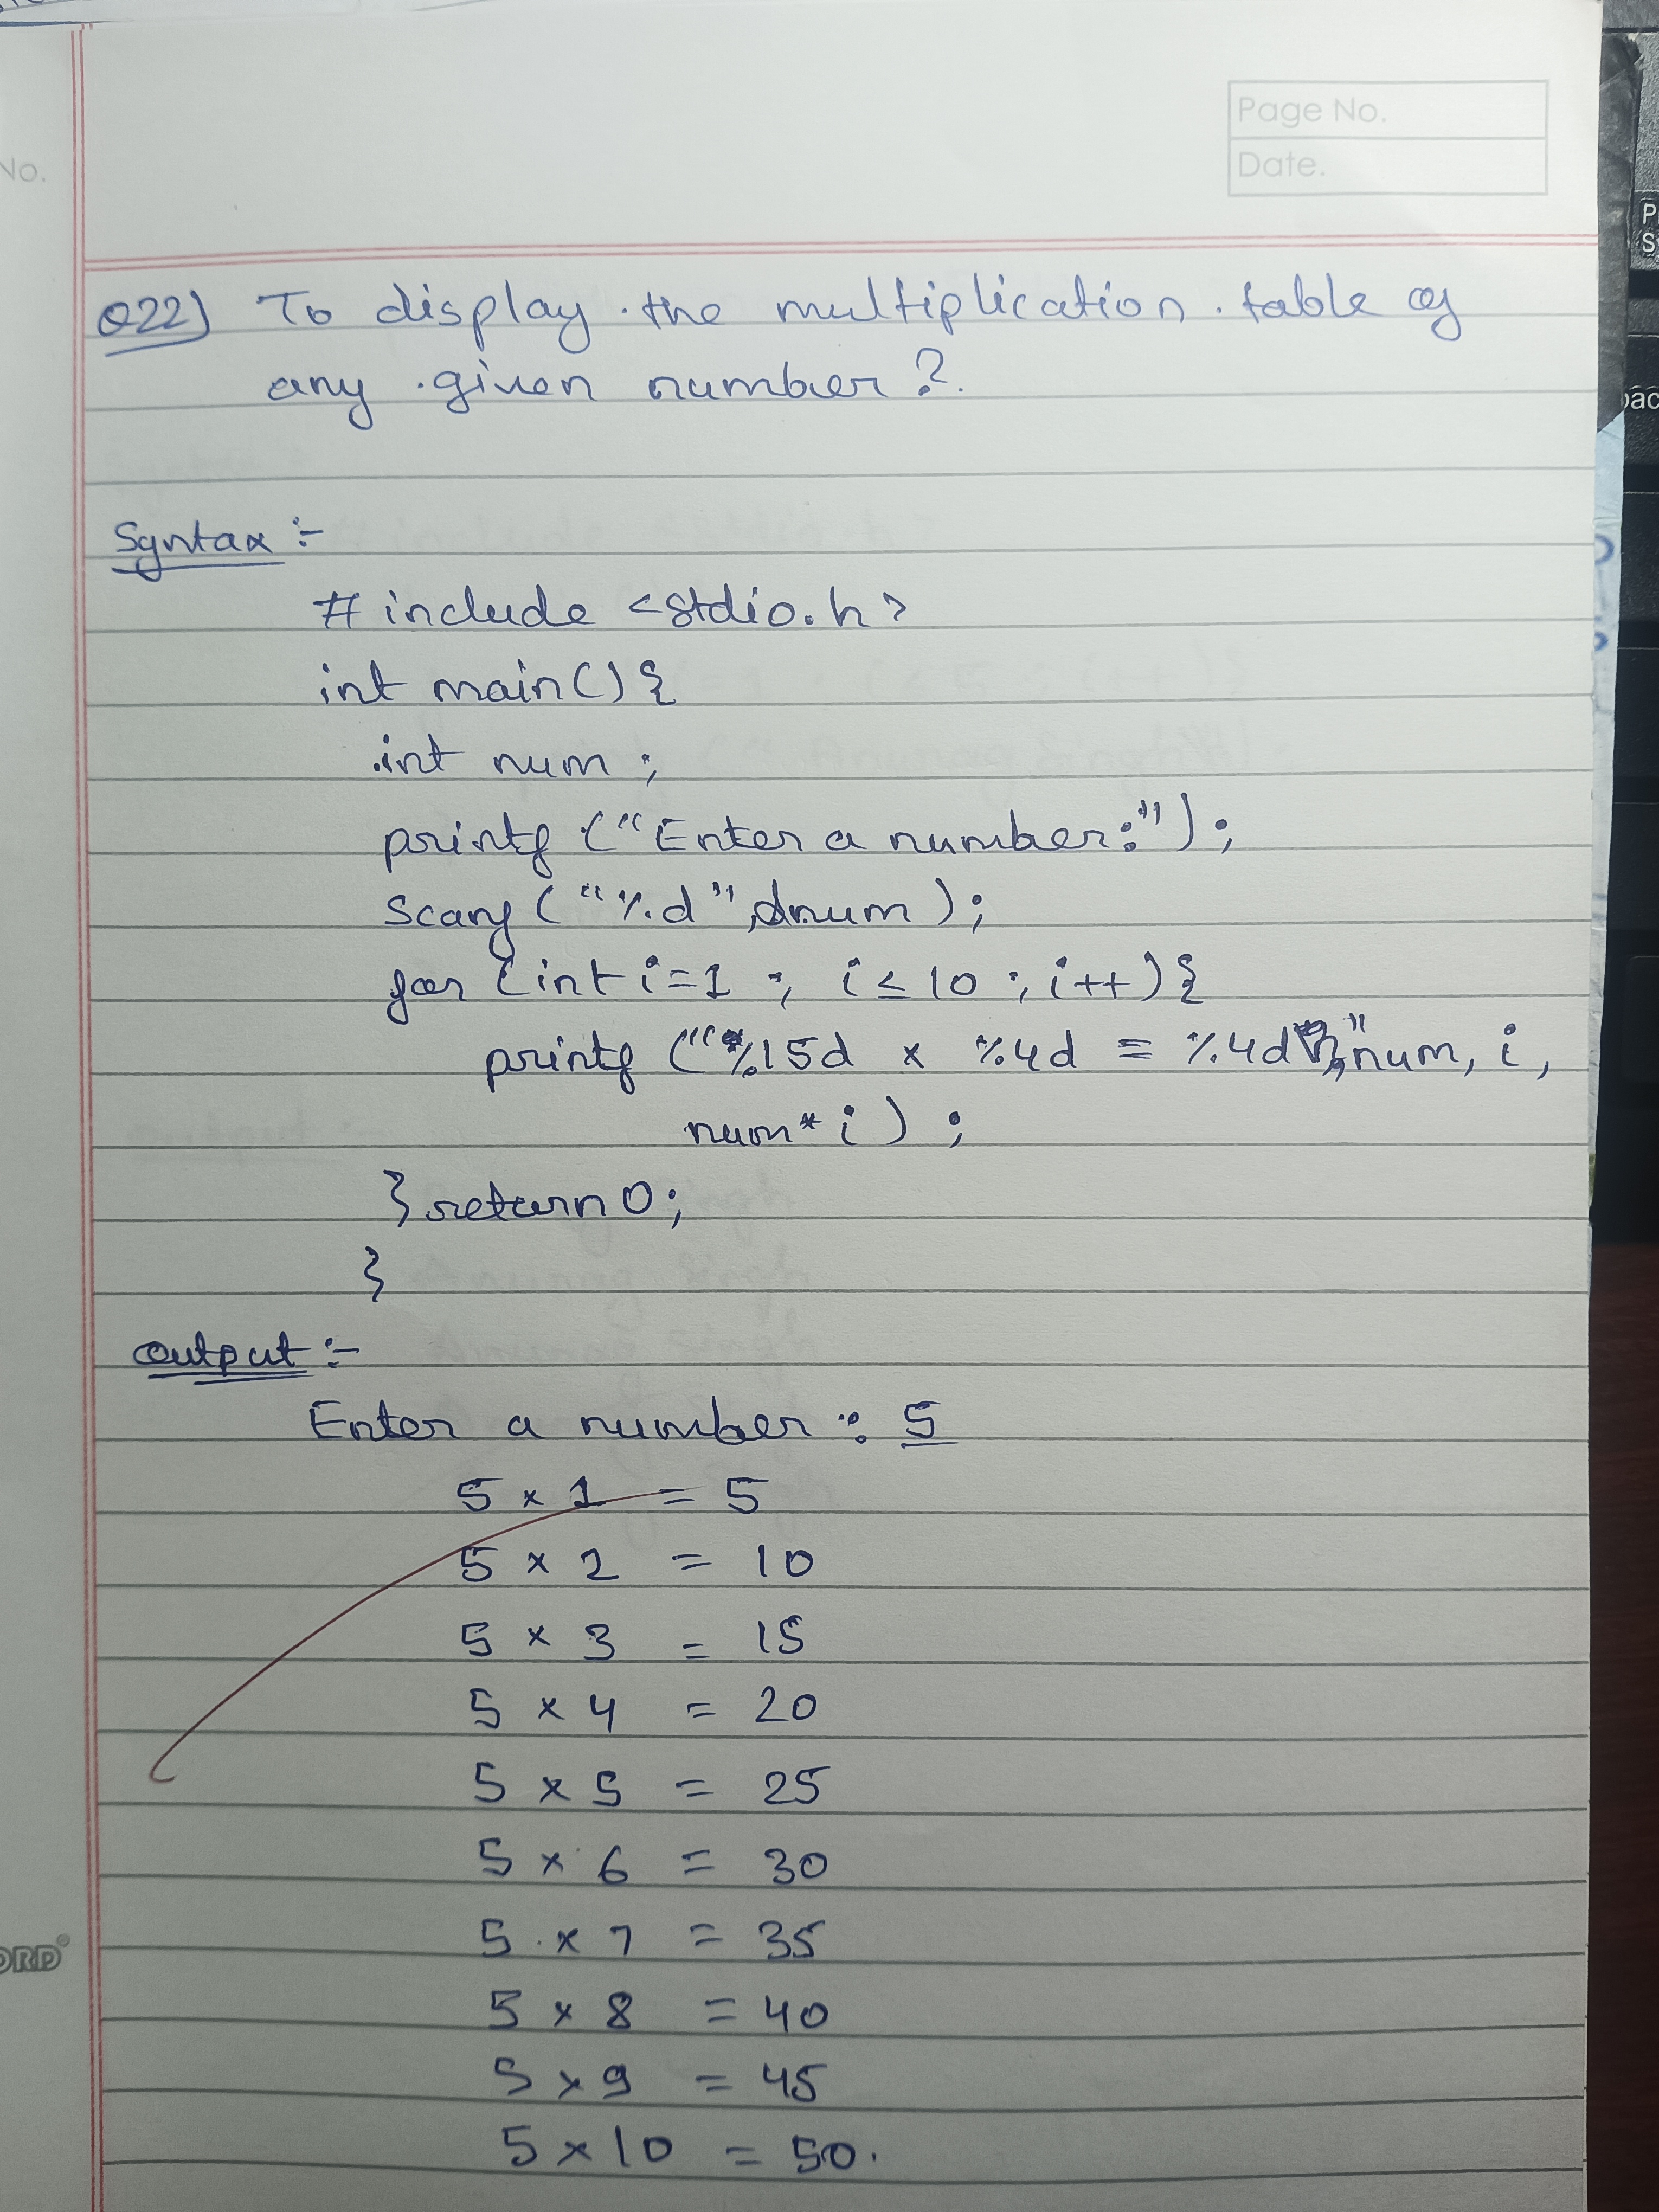 No.
Page No.
Date.
P
S
pac
Q22) To display the multiplication table of
any given number?.
Syntax :-
# include <stdio.h>
int main() {
int num ;
printf ("Enter a number:");
scanf ("%d", &num);
for (int i=1 ; i ≤ 10 ; i++) {
printf ("%15d x %4d = %4d\n", num, i,
num * i) ;
} return 0;
}
Output :-
Enter a number : 5
5 x 1 = 5
5 x 2 = 10
5 x 3 = 15
5 x 4 = 20
5 x 5 = 25
5 x 6 = 30
5 x 7 = 35
ORD
5 x 8 = 40
5 x 9 = 45
5 x 10 = 50.